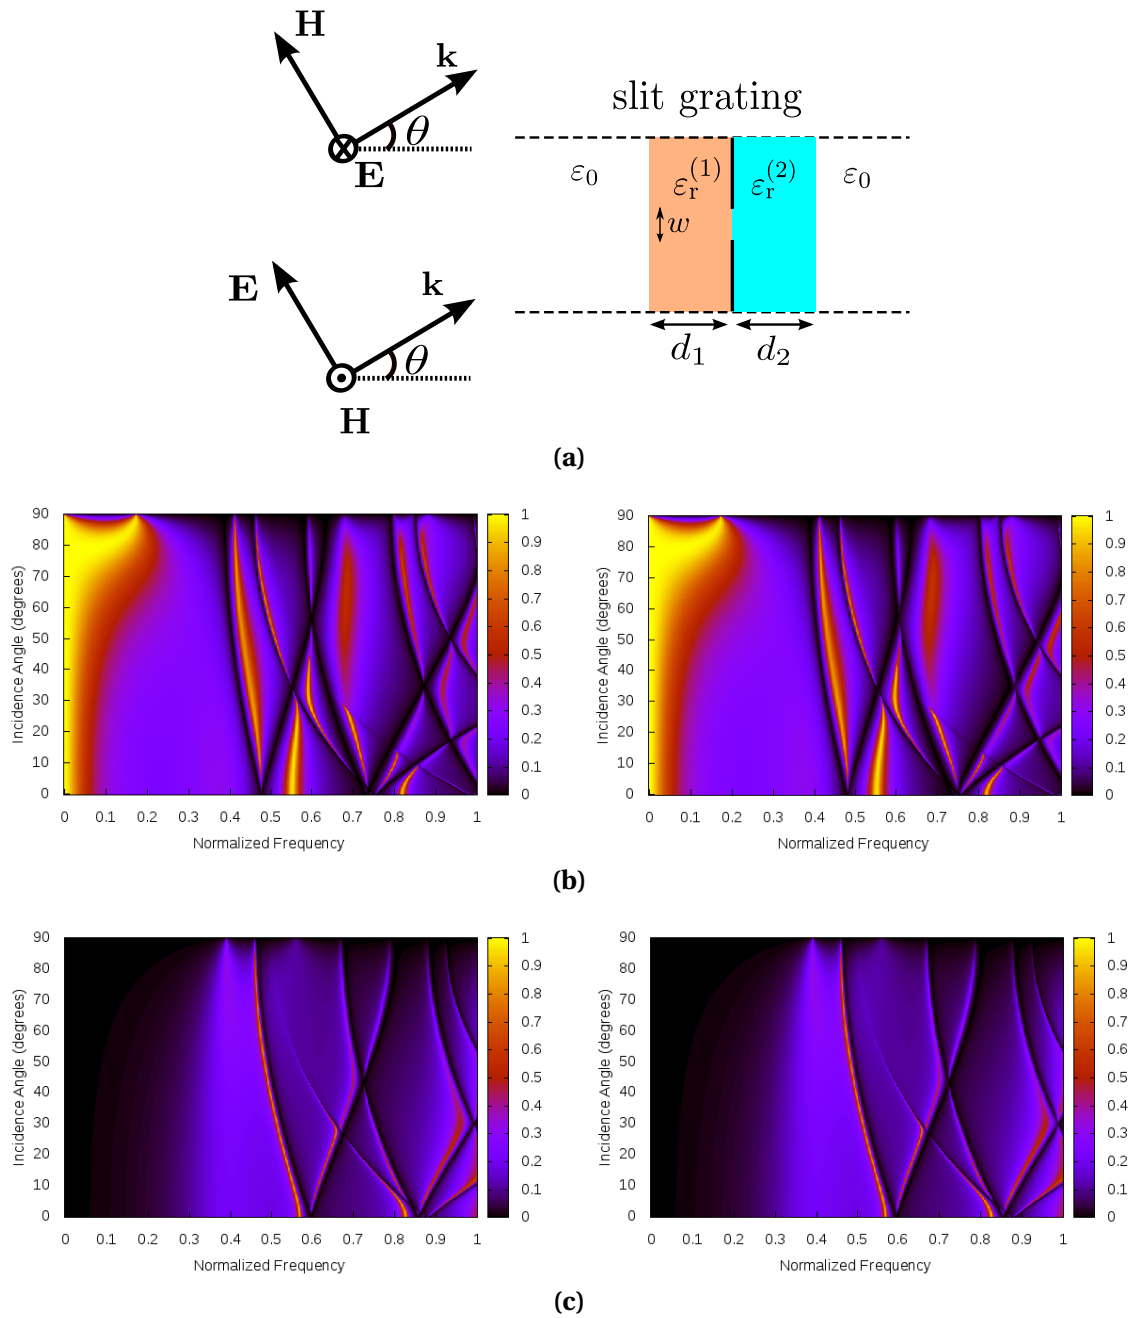 H
k
θ
E
slit grating
ε₀
εᵣ⁽¹⁾
εᵣ⁽²⁾
ε₀
w
E
k
θ
H
d₁
d₂
(a)
90
80
70
60
50
40
30
20
10
0
Incidence Angle (degrees)
0 0.1 0.2 0.3 0.4 0.5 0.6 0.7 0.8 0.9 1
Normalized Frequency
1
0.9
0.8
0.7
0.6
0.5
0.4
0.3
0.2
0.1
0
90
80
70
60
50
40
30
20
10
0
Incidence Angle (degrees)
0 0.1 0.2 0.3 0.4 0.5 0.6 0.7 0.8 0.9 1
Normalized Frequency
1
0.9
0.8
0.7
0.6
0.5
0.4
0.3
0.2
0.1
0
(b)
90
80
70
60
50
40
30
20
10
0
Incidence Angle (degrees)
0 0.1 0.2 0.3 0.4 0.5 0.6 0.7 0.8 0.9 1
Normalized Frequency
1
0.9
0.8
0.7
0.6
0.5
0.4
0.3
0.2
0.1
0
90
80
70
60
50
40
30
20
10
0
Incidence Angle (degrees)
0 0.1 0.2 0.3 0.4 0.5 0.6 0.7 0.8 0.9 1
Normalized Frequency
1
0.9
0.8
0.7
0.6
0.5
0.4
0.3
0.2
0.1
0
(c)